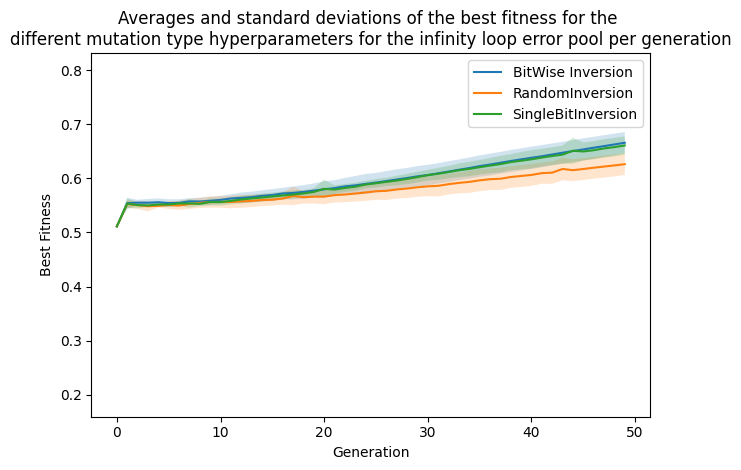 Averages and standard deviations of the best fitness for the
different mutation type hyperparameters for the infinity loop error pool per generation
BitWise Inversion
RandomInversion
SingleBitInversion
Best Fitness
0.8
0.7
0.6
0.5
0.4
0.3
0.2
0 10 20 30 40 50
Generation